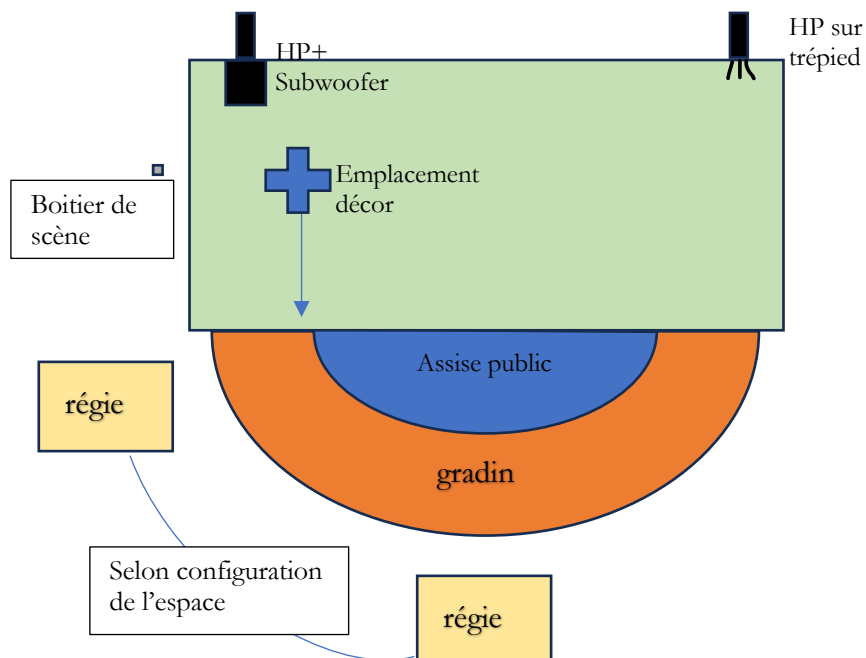 HP sur
trépied
HP+
Subwoofer
Emplacement
décor
Boitier de
scène
Assise public
régie
gradin
Selon configuration
de l’espace
régie